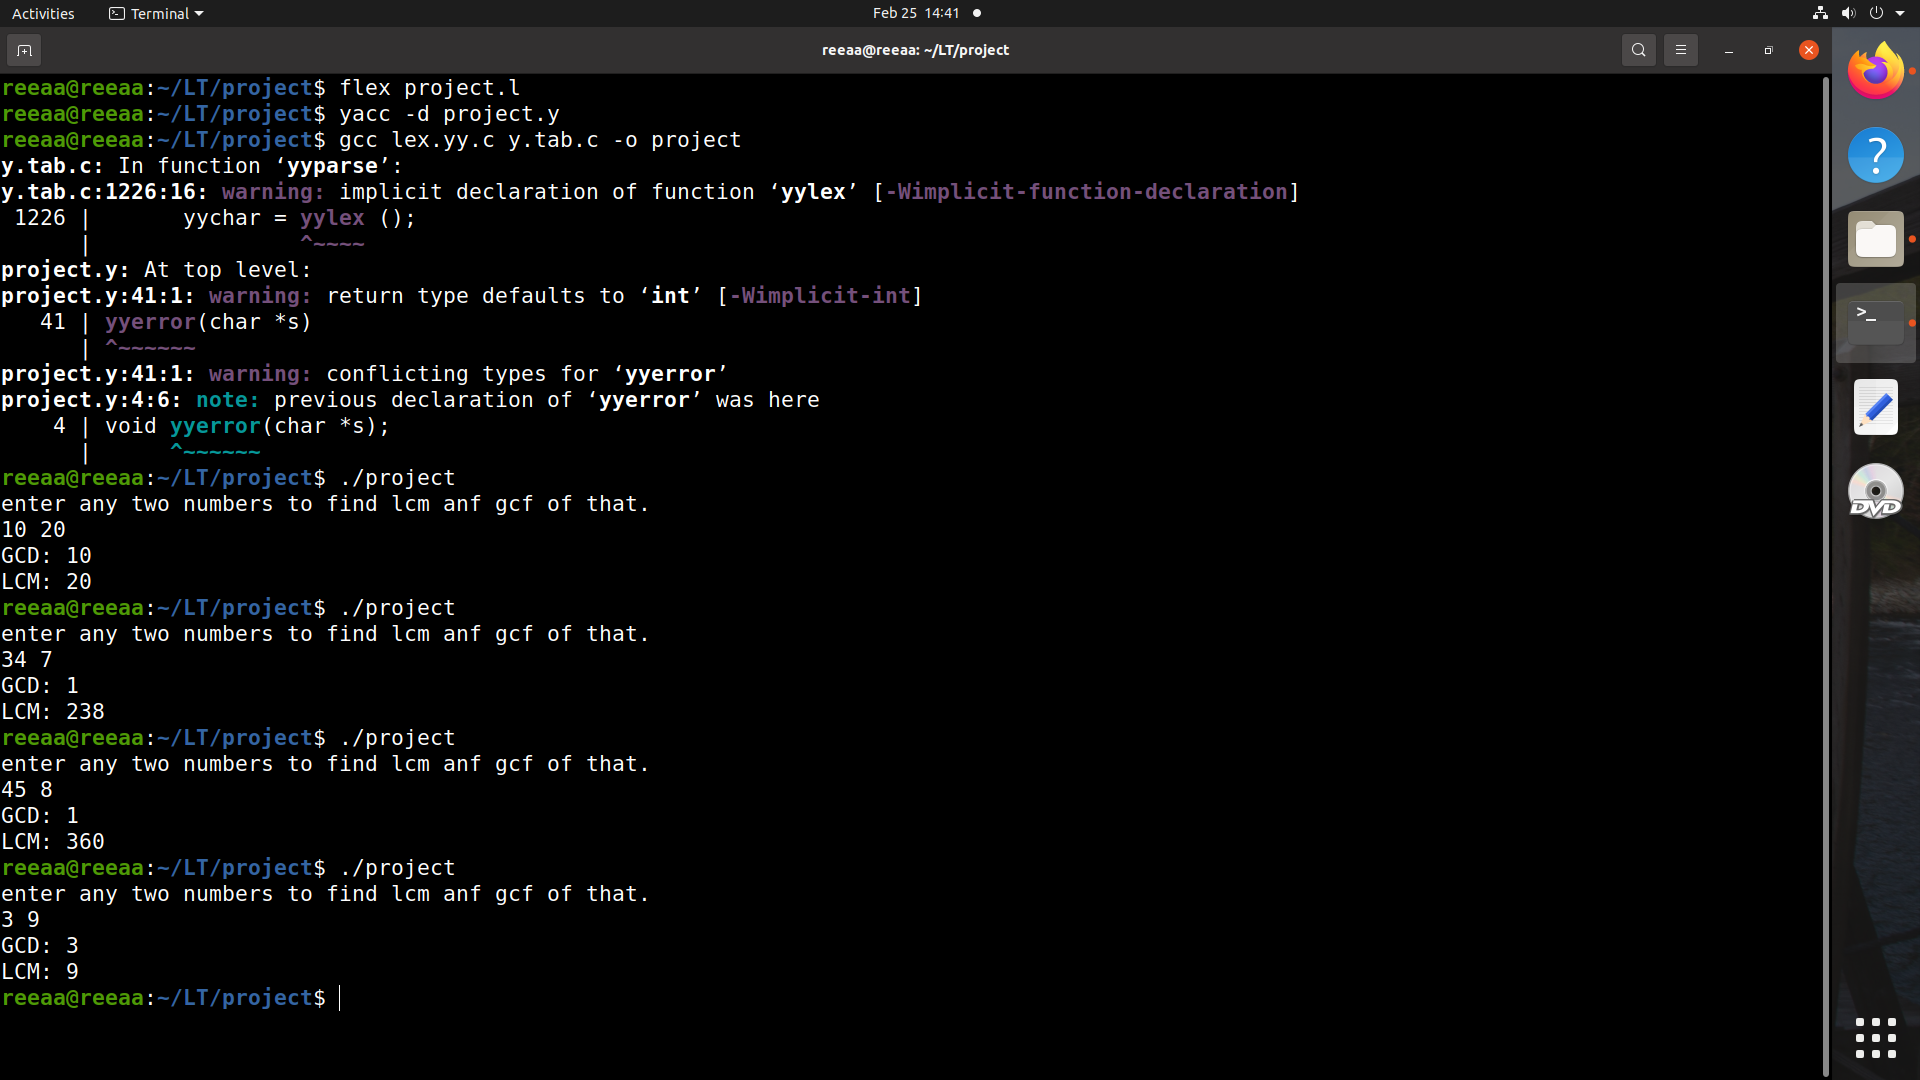 Activities Terminal Feb 25 14:41
reeaa@reeaa: ~/LT/project
reeaa@reeaa:~/LT/project$ flex project.l
reeaa@reeaa:~/LT/project$ yacc -d project.y
reeaa@reeaa:~/LT/project$ gcc lex.yy.c y.tab.c -o project
y.tab.c: In function ‘yyparse’:
y.tab.c:1226:16: warning: implicit declaration of function ‘yylex’ [-Wimplicit-function-declaration]
 1226 |       yychar = yylex ();
      |                ^~~~~
project.y: At top level:
project.y:41:1: warning: return type defaults to ‘int’ [-Wimplicit-int]
   41 | yyerror(char *s)
      | ^~~~~~~
project.y:41:1: warning: conflicting types for ‘yyerror’
project.y:4:6: note: previous declaration of ‘yyerror’ was here
    4 | void yyerror(char *s);
      |      ^~~~~~~
reeaa@reeaa:~/LT/project$ ./project
enter any two numbers to find lcm anf gcf of that.
10 20
GCD: 10
LCM: 20
reeaa@reeaa:~/LT/project$ ./project
enter any two numbers to find lcm anf gcf of that.
34 7
GCD: 1
LCM: 238
reeaa@reeaa:~/LT/project$ ./project
enter any two numbers to find lcm anf gcf of that.
45 8
GCD: 1
LCM: 360
reeaa@reeaa:~/LT/project$ ./project
enter any two numbers to find lcm anf gcf of that.
3 9
GCD: 3
LCM: 9
reeaa@reeaa:~/LT/project$
?
>_
DVD